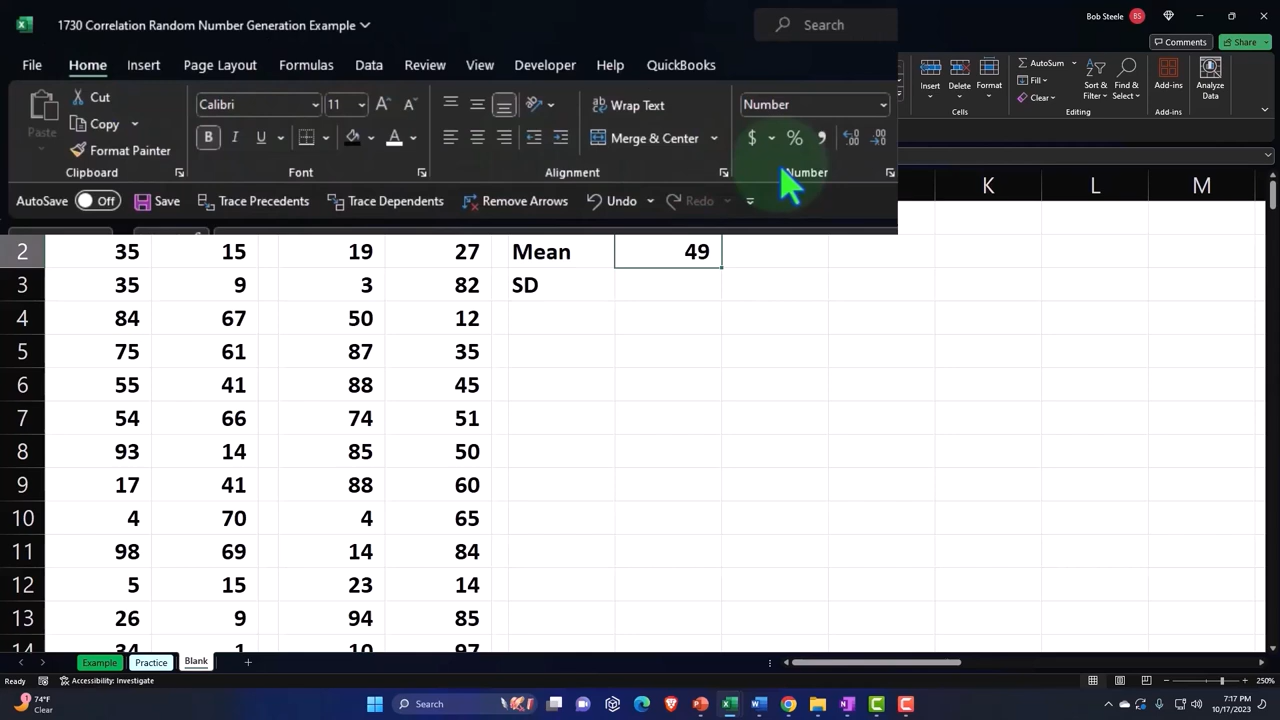 1730 Correlation Random Number Generation Example
Search
Bob Steele BS
File Home Insert Page Layout Formulas Data Review View Developer Help QuickBooks
Comments Share
Paste
Cut
Copy
Format Painter
Calibri 11
B I U
Wrap Text
Merge & Center
Number
$ % ,
Insert Delete Format
AutoSum
Fill
Clear
Sort & Filter
Find & Select
Add-ins
Analyze Data
Clipboard Font Alignment Number Cells Editing Add-ins
AutoSave Off Save Trace Precedents Trace Dependents Remove Arrows Undo Redo
K L M
2 35 15 19 27 Mean 49
3 35 9 3 82 SD
4 84 67 50 12
5 75 61 87 35
6 55 41 88 45
7 54 66 74 51
8 93 14 85 50
9 17 41 88 60
10 4 70 4 65
11 98 69 14 84
12 5 15 23 14
13 26 9 94 85
14 34 1 10 97
Example Practice Blank
Ready Accessibility: Investigate 250%
74°F
Clear
Search
7:17 PM
10/17/2023